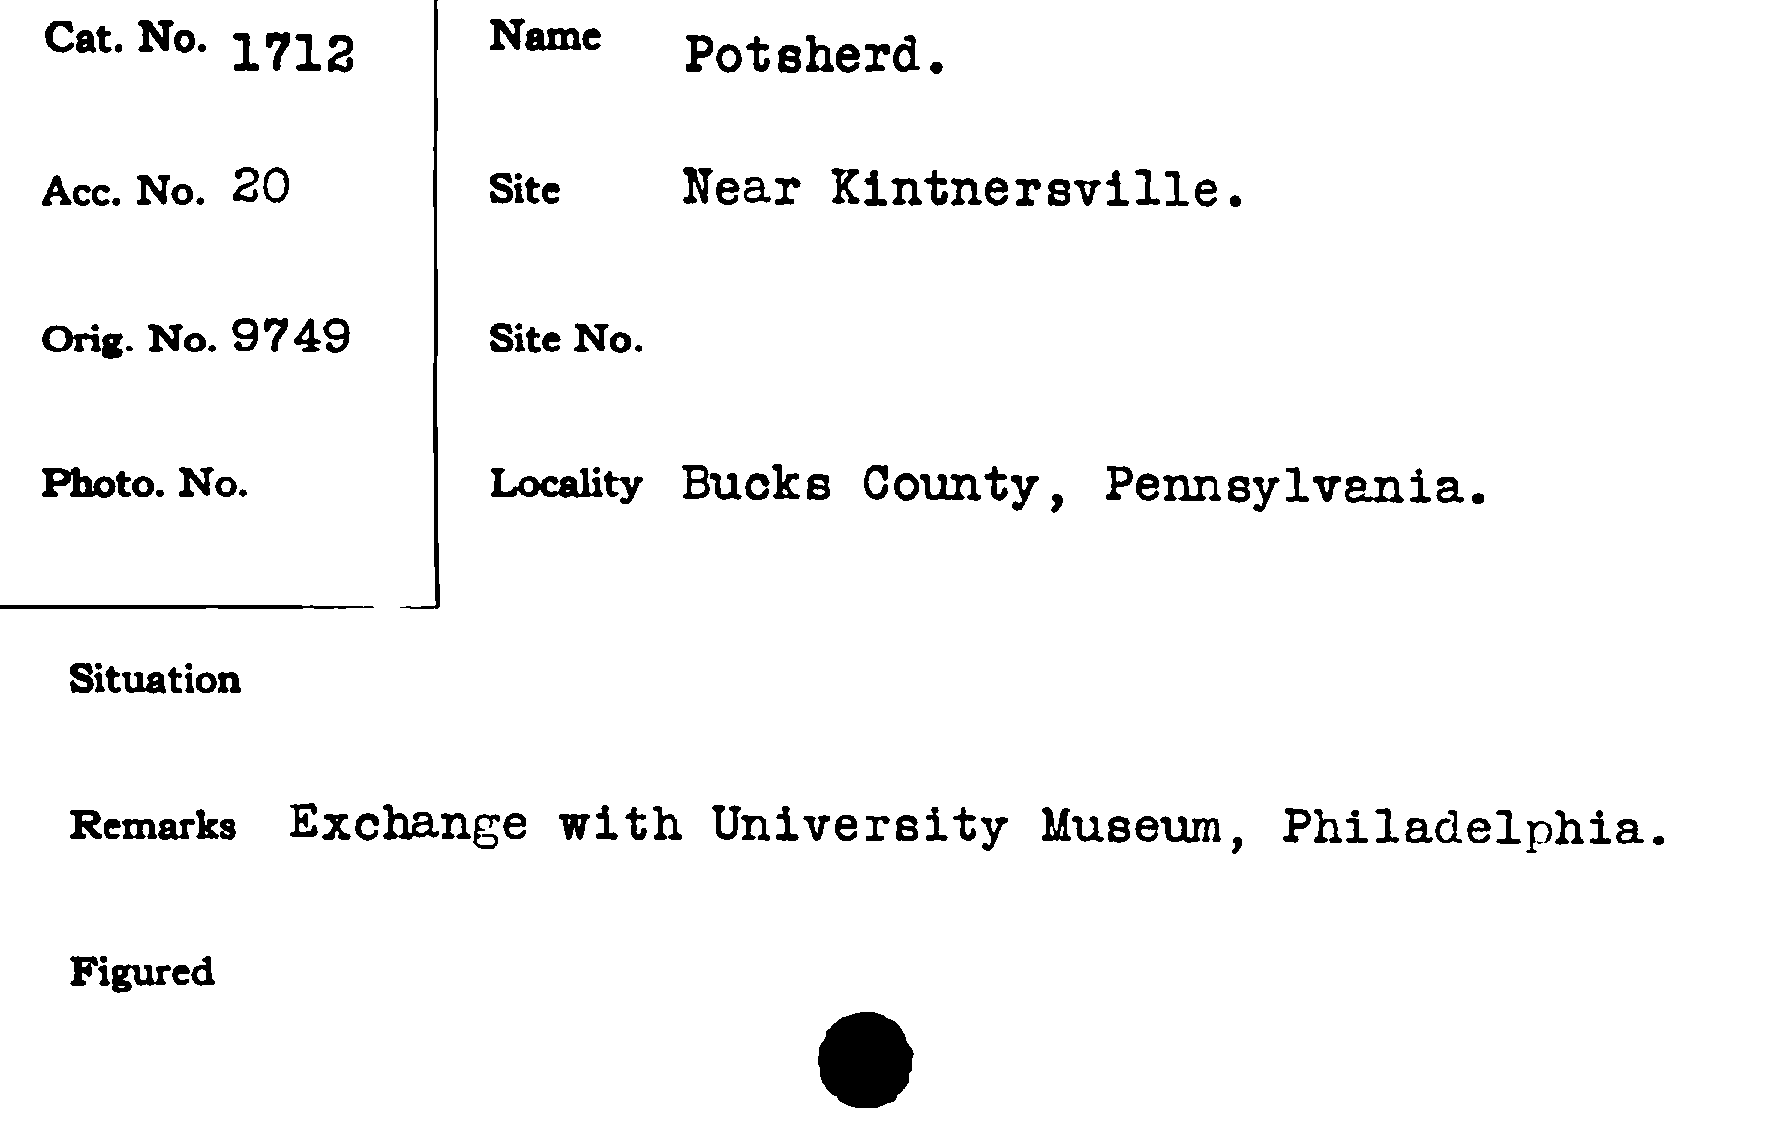 Cat. No. 1712
Name Potsherd.
Acc. No. 20
Site Near Kintnersville.
Orig. No. 9749
Site No.
Photo. No.
Locality Bucks County, Pennsylvania.
Situation
Remarks Exchange with University Museum, Philadelphia.
Figured